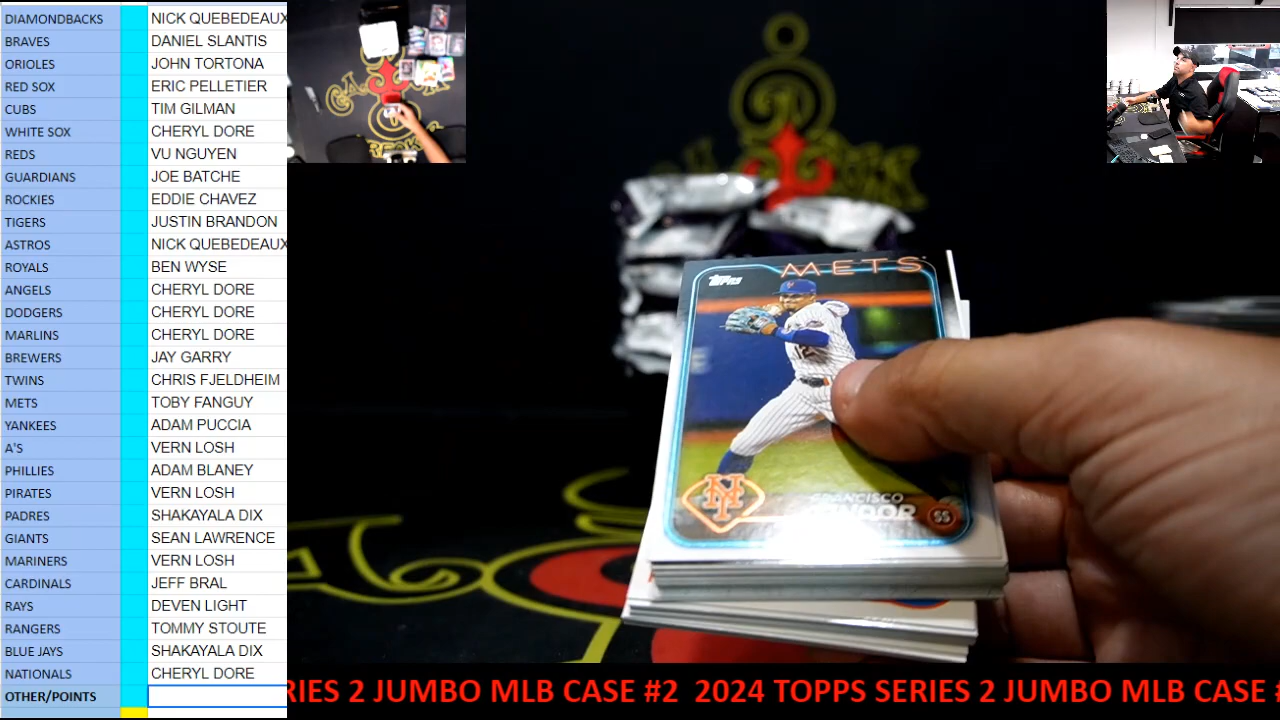 DIAMONDBACKS NICK QUEBEDEAUX
BRAVES DANIEL SLANTIS
ORIOLES JOHN TORTONA
RED SOX ERIC PELLETIER
CUBS TIM GILMAN
WHITE SOX CHERYL DORE
REDS VU NGUYEN
GUARDIANS JOE BATCHE
ROCKIES EDDIE CHAVEZ
TIGERS JUSTIN BRANDON
ASTROS NICK QUEBEDEAUX
ROYALS BEN WYSE
ANGELS CHERYL DORE
DODGERS CHERYL DORE
MARLINS CHERYL DORE
BREWERS JAY GARRY
TWINS CHRIS FJELDHEIM
METS TOBY FANGUY
YANKEES ADAM PUCCIA
A'S VERN LOSH
PHILLIES ADAM BLANEY
PIRATES VERN LOSH
PADRES SHAKAYALA DIX
GIANTS SEAN LAWRENCE
MARINERS VERN LOSH
CARDINALS JEFF BRAL
RAYS DEVEN LIGHT
RANGERS TOMMY STOUTE
BLUE JAYS SHAKAYALA DIX
NATIONALS CHERYL DORE
OTHER/POINTS
METS
Topps
12
NY
FRANCISCO
SS
RIES 2 JUMBO MLB CASE #2 2024 TOPPS SERIES 2 JUMBO MLB CASE #